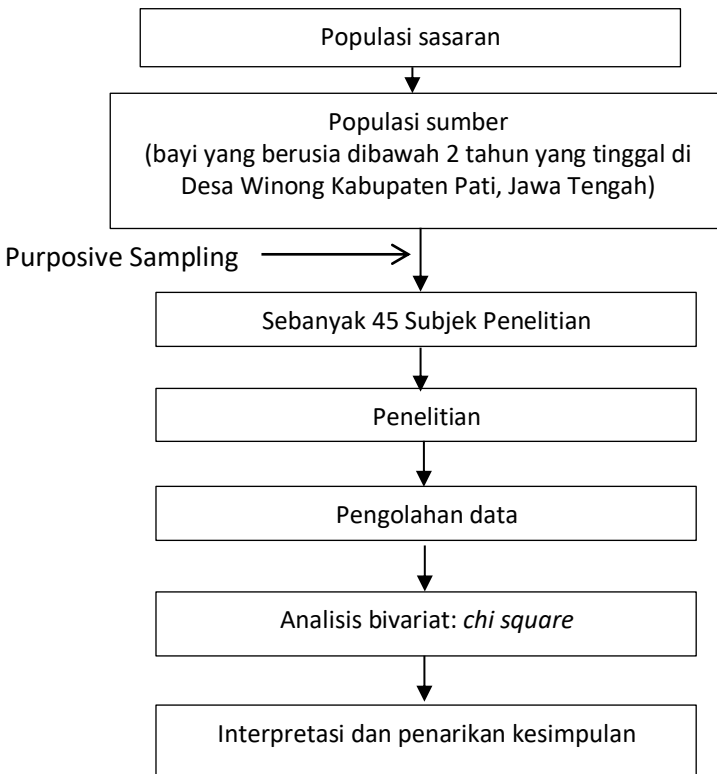 Populasi sasaran
Populasi sumber
(bayi yang berusia dibawah 2 tahun yang tinggal di
Desa Winong Kabupaten Pati, Jawa Tengah)
Purposive Sampling
Sebanyak 45 Subjek Penelitian
Penelitian
Pengolahan data
Analisis bivariat: chi square
Interpretasi dan penarikan kesimpulan